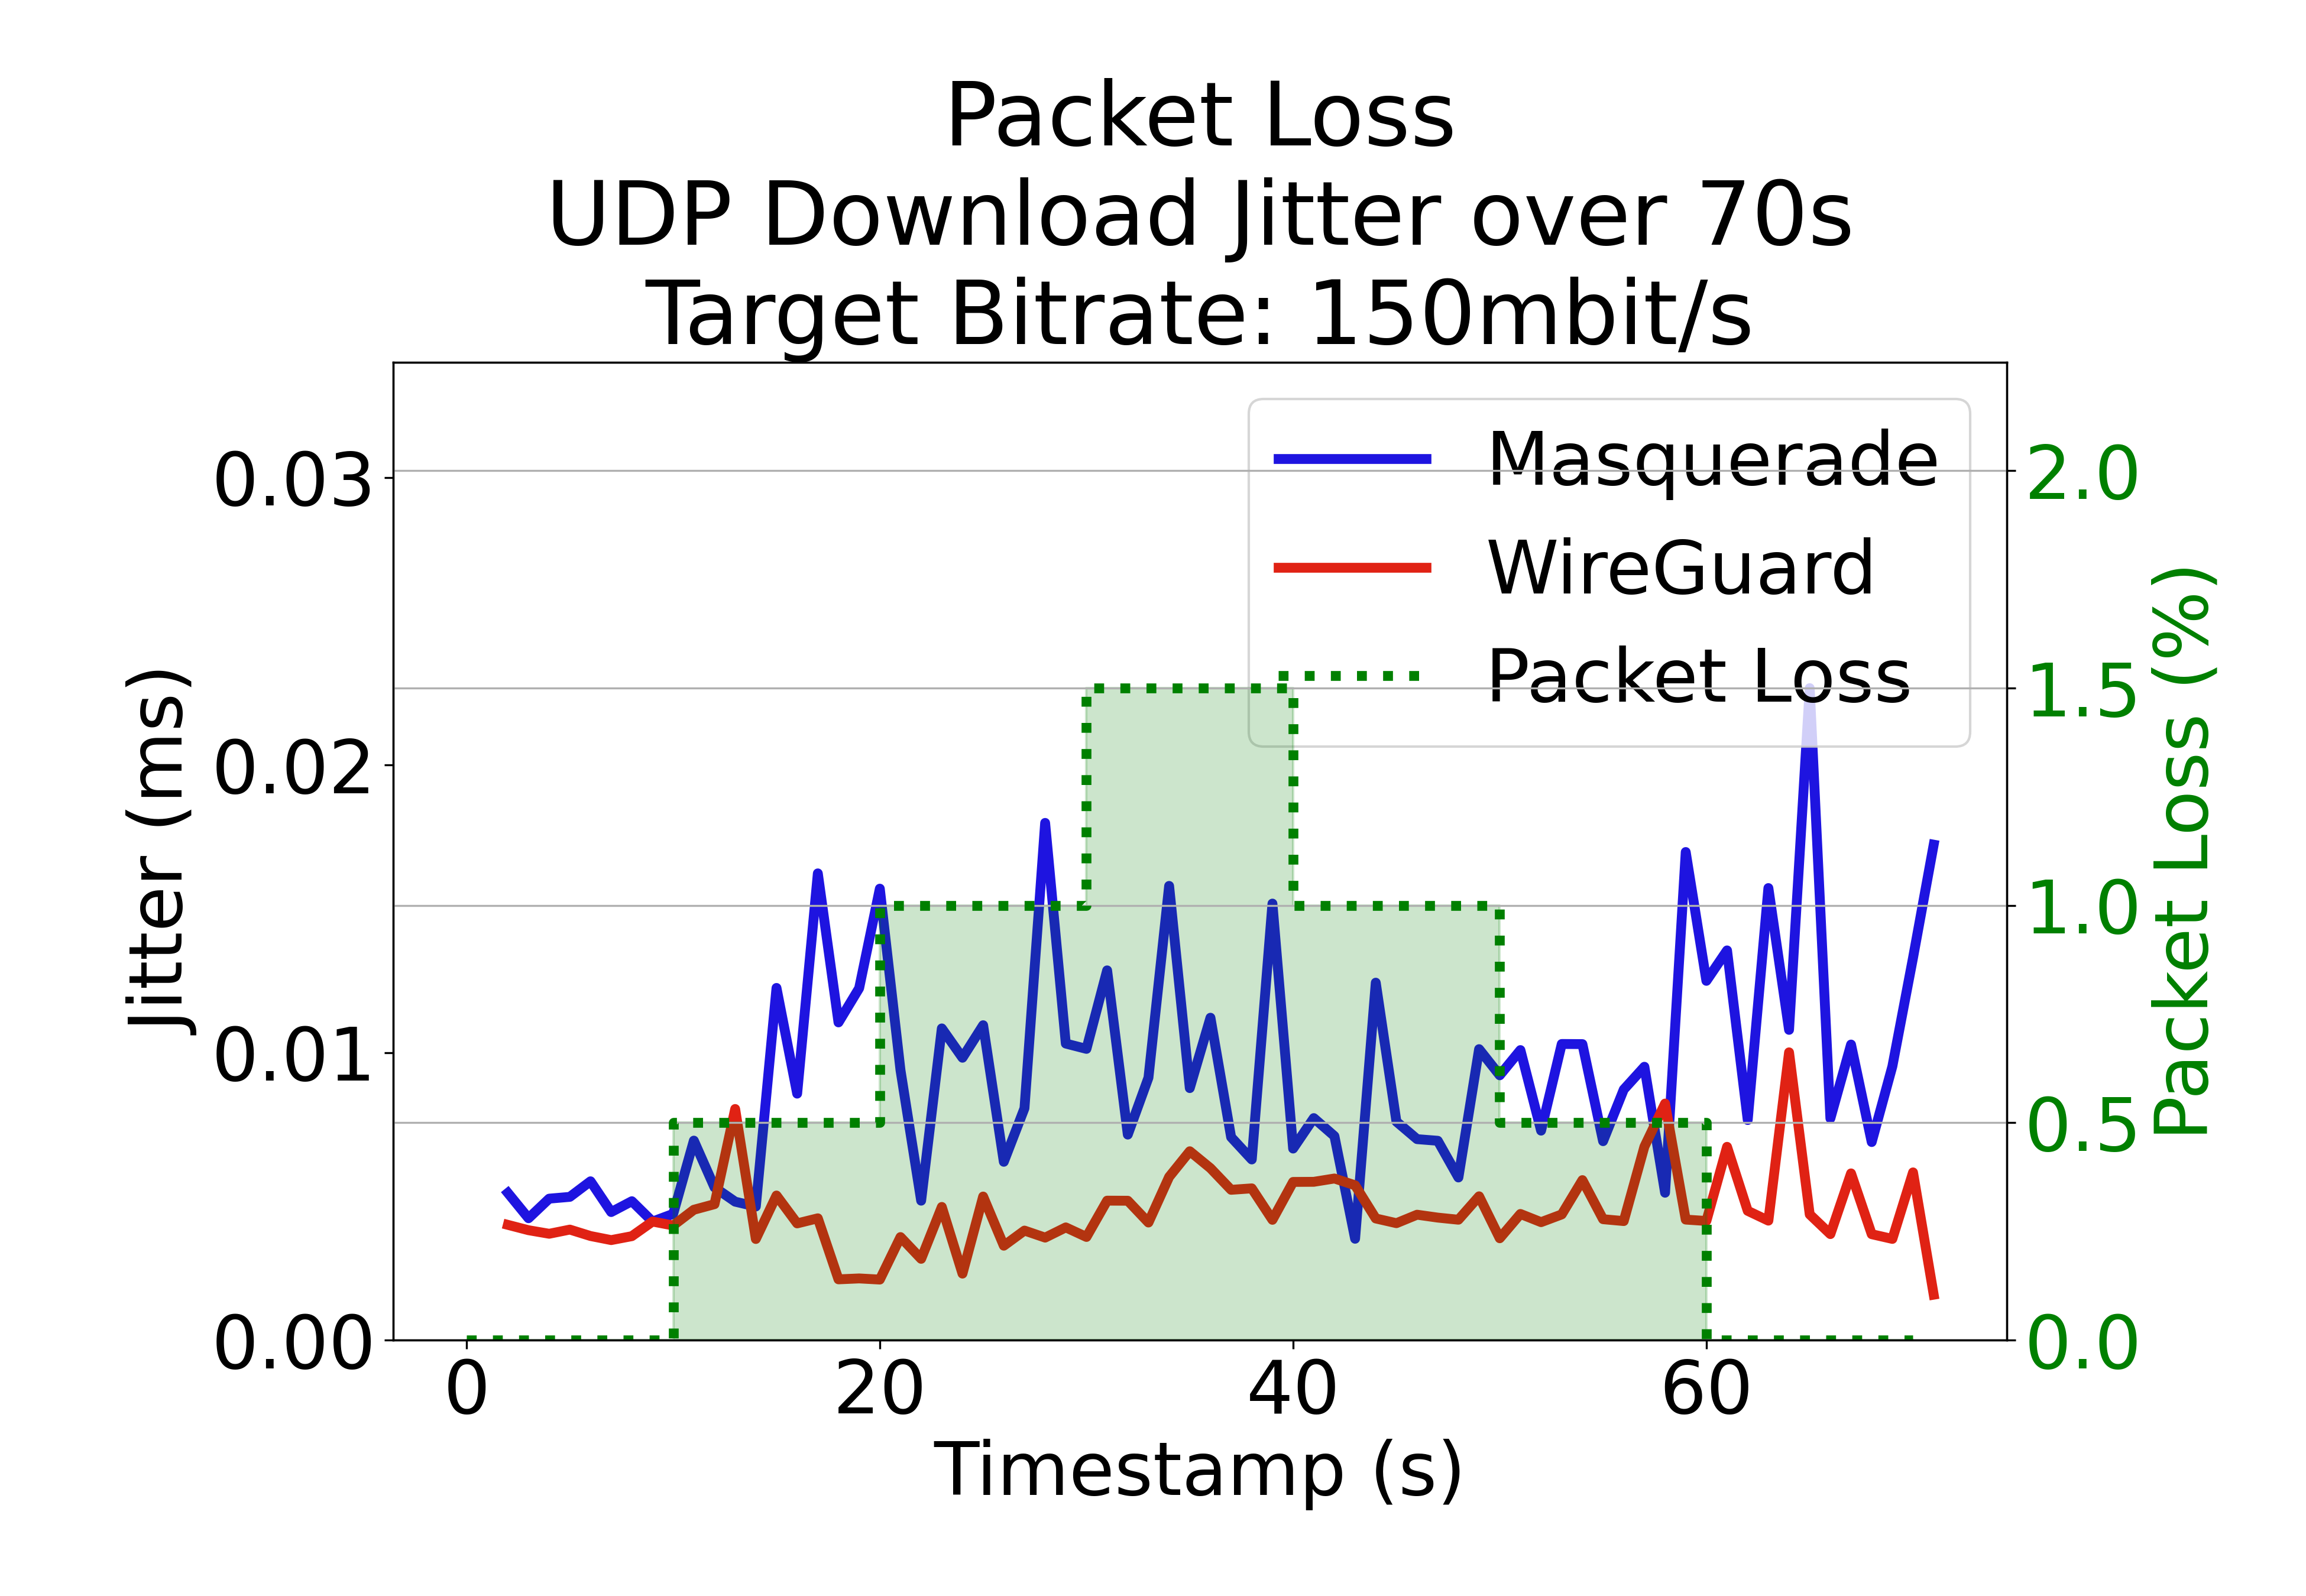 Packet Loss
UDP Download Jitter over 70s
Target Bitrate: 150mbit/s
Masquerade
WireGuard
Packet Loss
Jitter (ms)
0.03
0.02
0.01
0.00
2.0
1.5
1.0
0.5
0.0
Packet Loss (%)
0
20
40
60
Timestamp (s)